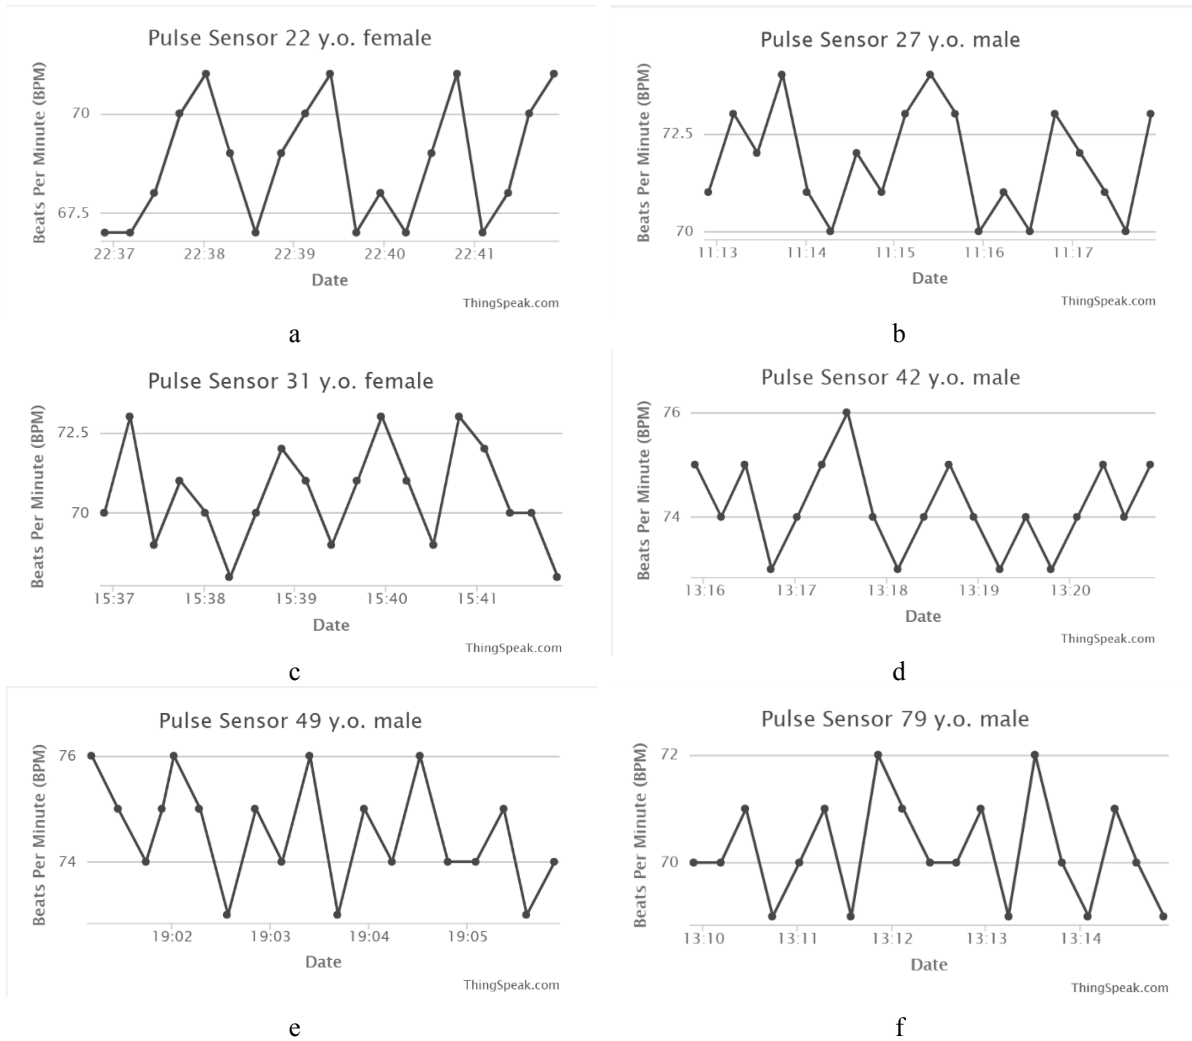 Pulse Sensor 22 y.o. female
Beats Per Minute (BPM)
70
67.5
22:37 22:38 22:39 22:40 22:41
Date
ThingSpeak.com
a
Pulse Sensor 27 y.o. male
Beats Per Minute (BPM)
72.5
70
11:13 11:14 11:15 11:16 11:17
Date
ThingSpeak.com
b
Pulse Sensor 31 y.o. female
Beats Per Minute (BPM)
72.5
70
15:37 15:38 15:39 15:40 15:41
Date
ThingSpeak.com
c
Pulse Sensor 42 y.o. male
Beats Per Minute (BPM)
76
74
13:16 13:17 13:18 13:19 13:20
Date
ThingSpeak.com
d
Pulse Sensor 49 y.o. male
Beats Per Minute (BPM)
76
74
19:02 19:03 19:04 19:05
Date
ThingSpeak.com
e
Pulse Sensor 79 y.o. male
Beats Per Minute (BPM)
72
70
13:10 13:11 13:12 13:13 13:14
Date
ThingSpeak.com
f